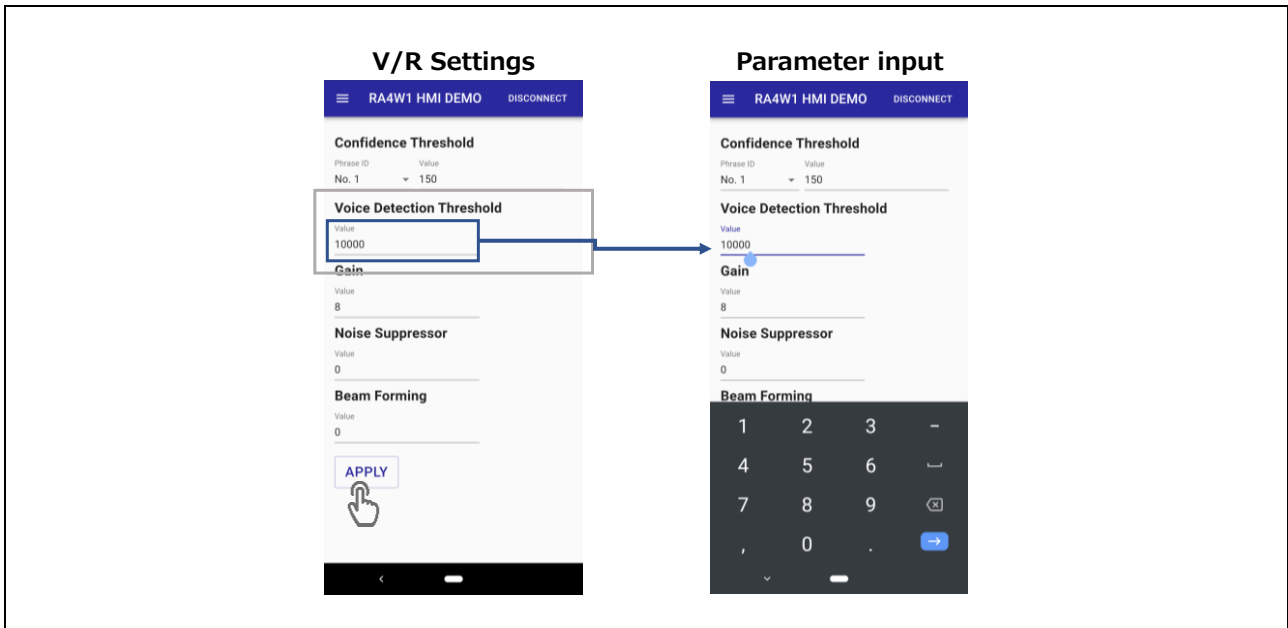 V/R Settings
RA4W1 HMI DEMO DISCONNECT
Confidence Threshold
Phrase ID Value
No. 1 150
Voice Detection Threshold
Value
10000
Gain
Value
8
Noise Suppressor
Value
0
Beam Forming
Value
0
APPLY
Parameter input
RA4W1 HMI DEMO DISCONNECT
Confidence Threshold
Phrase ID Value
No. 1 150
Voice Detection Threshold
Value
10000
Gain
Value
8
Noise Suppressor
Value
0
Beam Forming
1 2 3 -
4 5 6
7 8 9
, 0 .